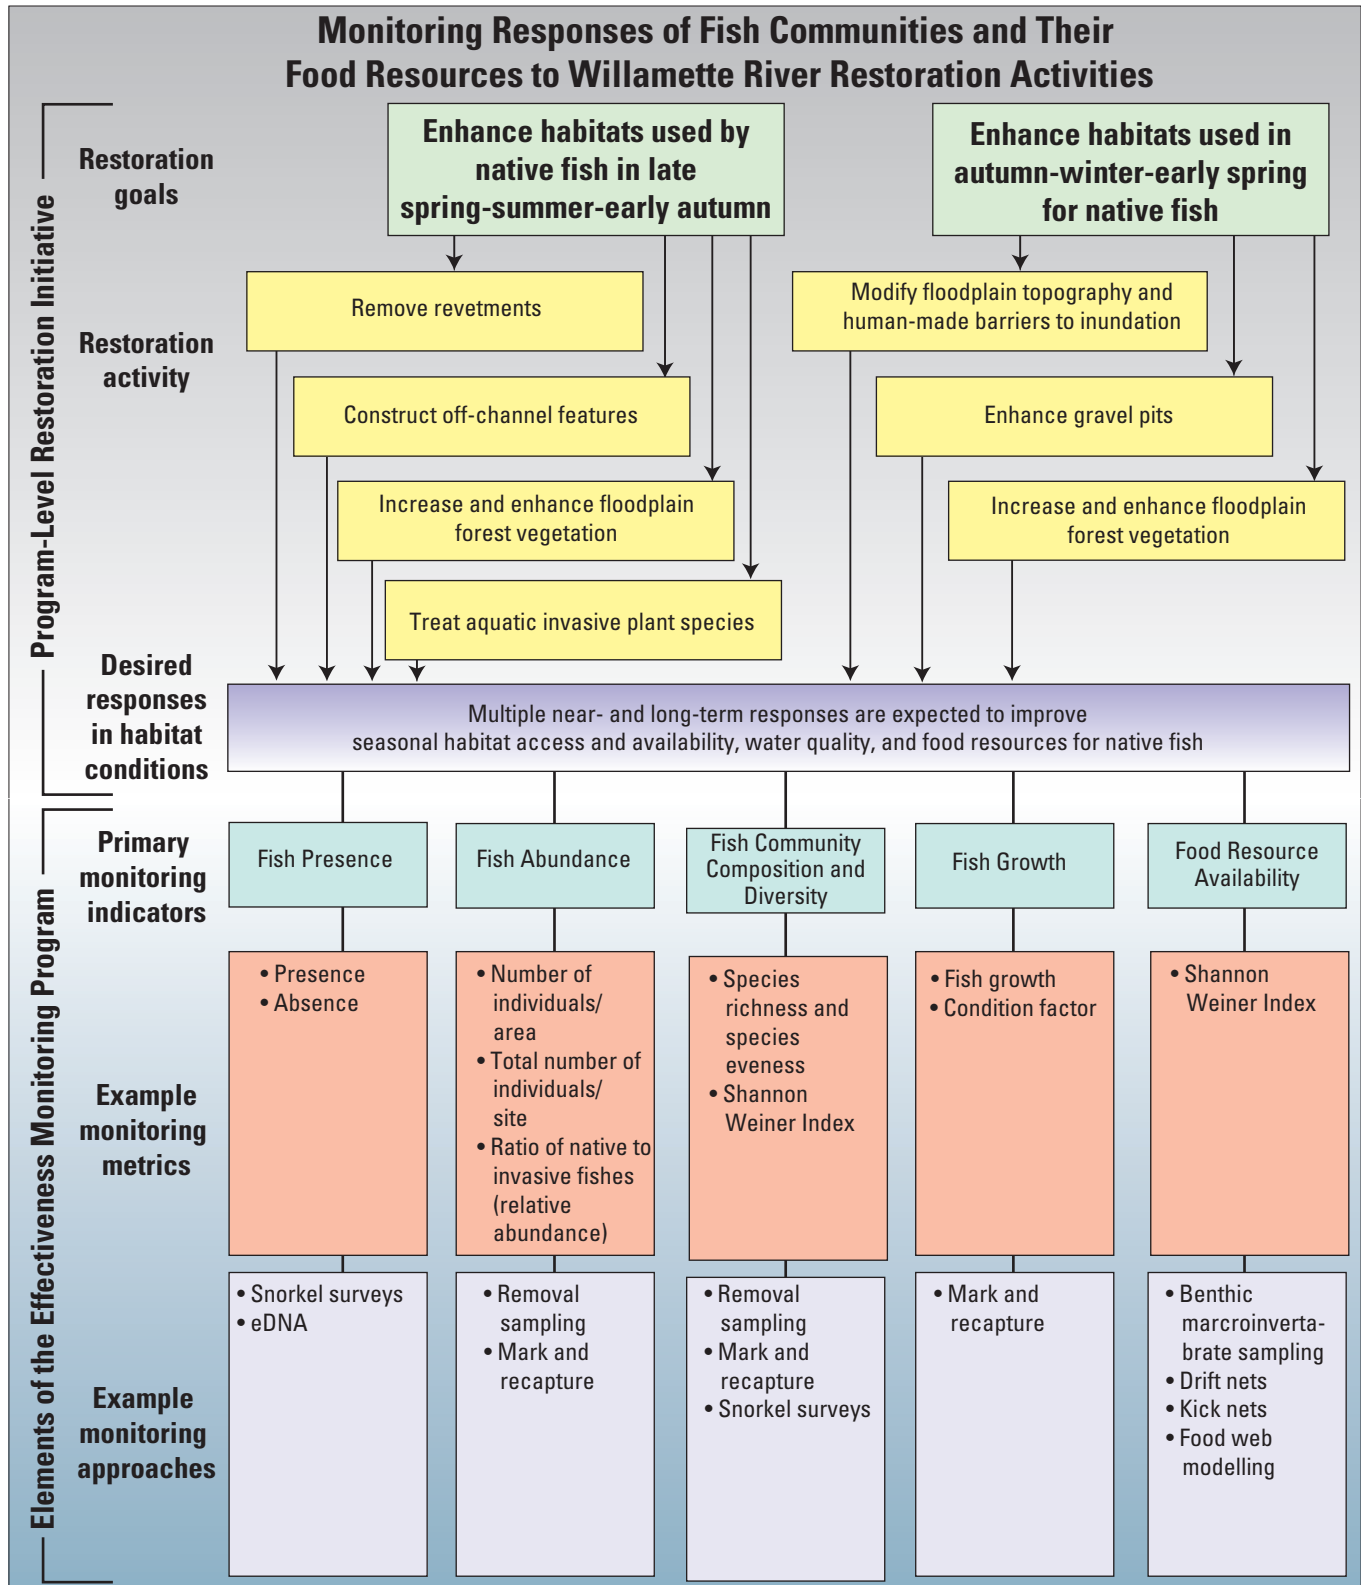 Monitoring Responses of Fish Communities and Their
Food Resources to Willamette River Restoration Activities
Program-Level Restoration Initiative
Restoration
goals
Enhance habitats used by
native fish in late
spring-summer-early autumn
Enhance habitats used in
autumn-winter-early spring
for native fish
Restoration
activity
Remove revetments
Construct off-channel features
Increase and enhance floodplain
forest vegetation
Treat aquatic invasive plant species
Modify floodplain topography and
human-made barriers to inundation
Enhance gravel pits
Increase and enhance floodplain
forest vegetation
Desired
responses
in habitat
conditions
Multiple near- and long-term responses are expected to improve
seasonal habitat access and availability, water quality, and food resources for native fish
Elements of the Effectiveness Monitoring Program
Primary
monitoring
indicators
Fish Presence
Fish Abundance
Fish Community
Composition and
Diversity
Fish Growth
Food Resource
Availability
Example
monitoring
metrics
• Presence
• Absence
• Number of
individuals/
area
• Total number of
individuals/
site
• Ratio of native to
invasive fishes
(relative
abundance)
• Species
richness and
species
eveness
• Shannon
Weiner Index
• Fish growth
• Condition factor
• Shannon
Weiner Index
Example
monitoring
approaches
• Snorkel surveys
• eDNA
• Removal
sampling
• Mark and
recapture
• Removal
sampling
• Mark and
recapture
• Snorkel surveys
• Mark and
recapture
• Benthic
marcroinverta-
brate sampling
• Drift nets
• Kick nets
• Food web
modelling